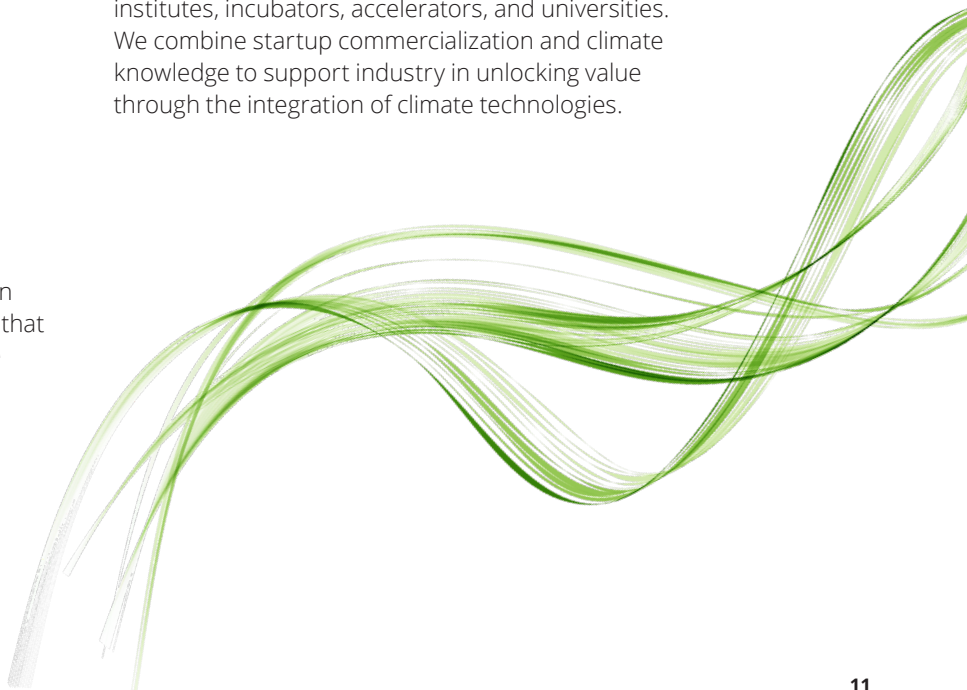 institutes, incubators, accelerators, and universities.
We combine startup commercialization and climate
knowledge to support industry in unlocking value
through the integration of climate technologies.
n
that
11